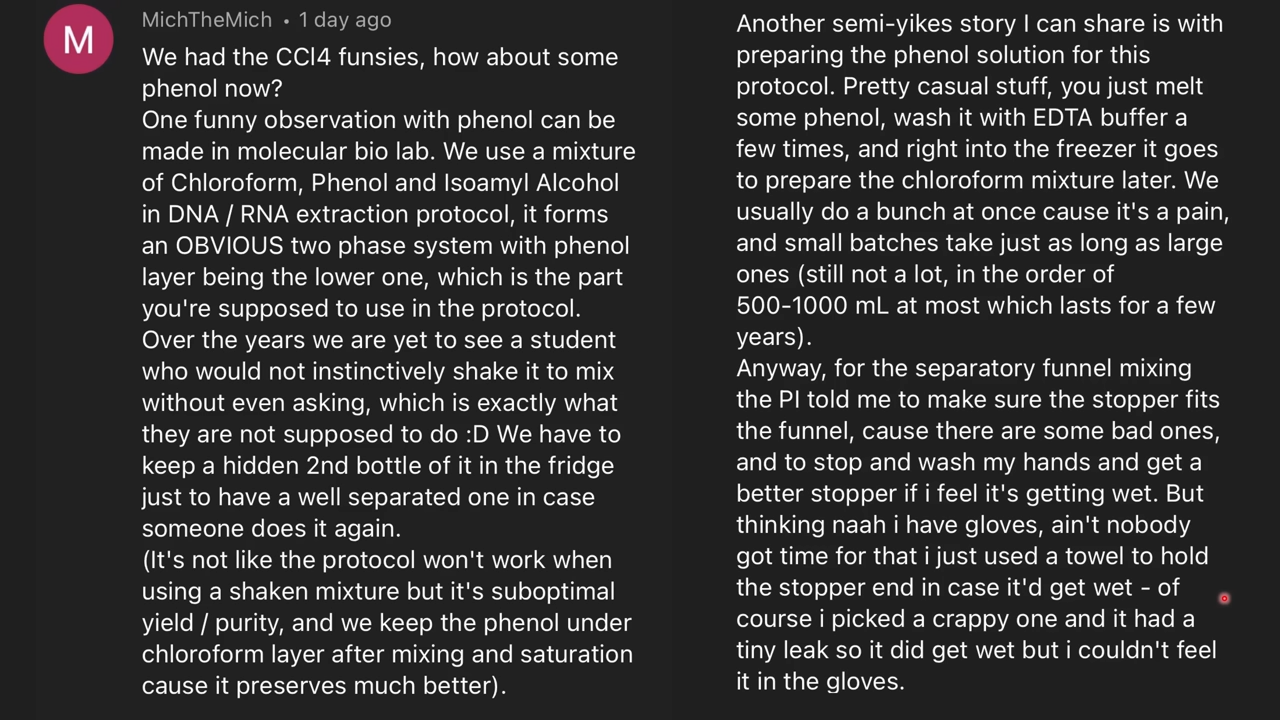 M
MichTheMich • 1 day ago
We had the CCl4 funsies, how about some
phenol now?
One funny observation with phenol can be
made in molecular bio lab. We use a mixture
of Chloroform, Phenol and Isoamyl Alcohol
in DNA / RNA extraction protocol, it forms
an OBVIOUS two phase system with phenol
layer being the lower one, which is the part
you're supposed to use in the protocol.
Over the years we are yet to see a student
who would not instinctively shake it to mix
without even asking, which is exactly what
they are not supposed to do :D We have to
keep a hidden 2nd bottle of it in the fridge
just to have a well separated one in case
someone does it again.
(It's not like the protocol won't work when
using a shaken mixture but it's suboptimal
yield / purity, and we keep the phenol under
chloroform layer after mixing and saturation
cause it preserves much better).
Another semi-yikes story I can share is with
preparing the phenol solution for this
protocol. Pretty casual stuff, you just melt
some phenol, wash it with EDTA buffer a
few times, and right into the freezer it goes
to prepare the chloroform mixture later. We
usually do a bunch at once cause it's a pain,
and small batches take just as long as large
ones (still not a lot, in the order of
500-1000 mL at most which lasts for a few
years).
Anyway, for the separatory funnel mixing
the PI told me to make sure the stopper fits
the funnel, cause there are some bad ones,
and to stop and wash my hands and get a
better stopper if i feel it's getting wet. But
thinking naah i have gloves, ain't nobody
got time for that i just used a towel to hold
the stopper end in case it'd get wet - of
course i picked a crappy one and it had a
tiny leak so it did get wet but i couldn't feel
it in the gloves.